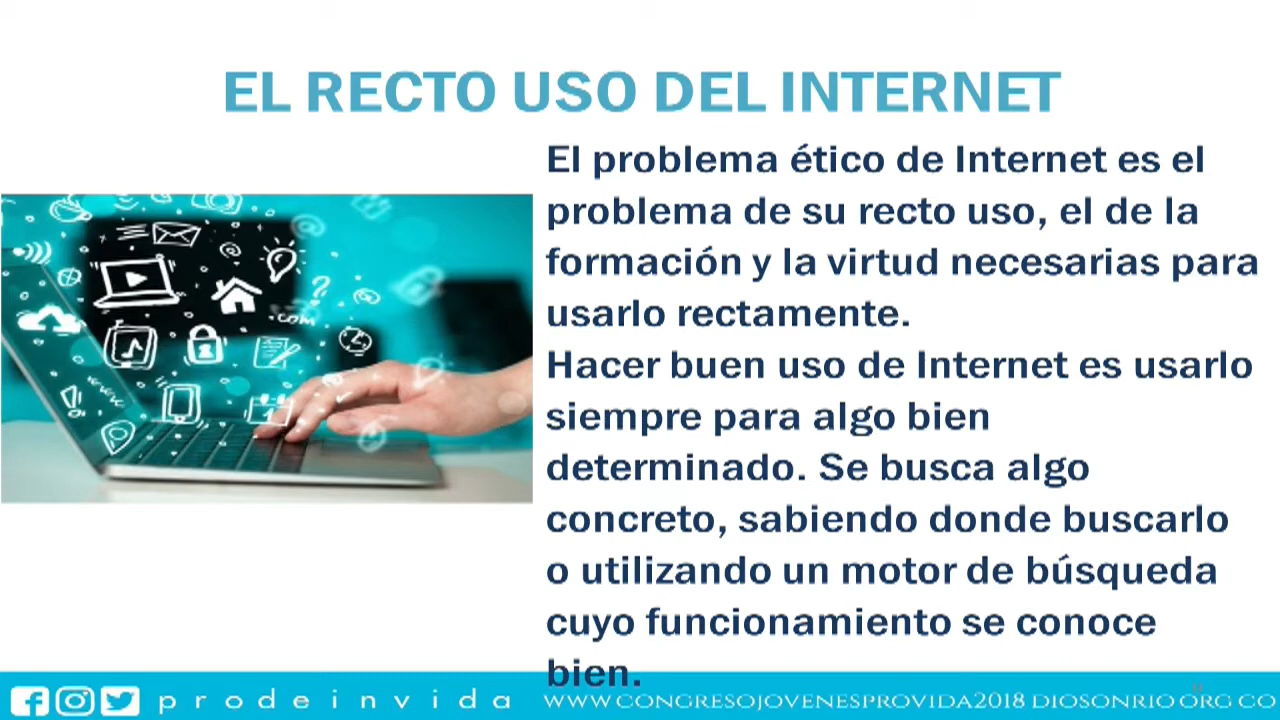 EL RECTO USO DEL INTERNET
El problema ético de Internet es el
problema de su recto uso, el de la
formación y la virtud necesarias para
usarlo rectamente.
Hacer buen uso de Internet es usarlo
siempre para algo bien
determinado. Se busca algo
concreto, sabiendo donde buscarlo
o utilizando un motor de búsqueda
cuyo funcionamiento se conoce
bien.
.com
www
prodeinvida
WWW.CONGRESOJOVENESPROVIDA2018 DIOSONRIO ORG CO